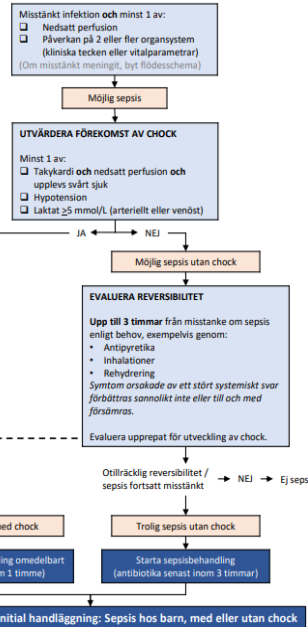 Misstänkt infektion och minst 1 av:
❑ Nedsatt perfusion
❑ Påverkan på 2 eller fler organsystem
(kliniska tecken eller vitalparametrar)
(Om misstänkt meningit, byt flödesschema)
Möjlig sepsis
UTVÄRDERA FÖREKOMST AV CHOCK
Minst 1 av:
❑ Takykardi och nedsatt perfusion och
upplevs svårt sjuk
❑ Hypotension
❑ Laktat ≥5 mmol/L (arteriellt eller venöst)
JA NEJ
Möjlig sepsis utan chock
EVALUERA REVERSIBILITET
Upp till 3 timmar från misstanke om sepsis
enligt behov, exempelvis genom:
• Antipyretika
• Inhalationer
• Rehydrering
Symtom orsakade av ett stört systemiskt svar
förbättras sannolikt inte eller till och med
försämras.
Evaluera upprepat för utveckling av chock.
Otillräcklig reversibilitet /
sepsis fortsatt misstänkt
NEJ
Ej seps
ed chock
Trolig sepsis utan chock
ling omedelbart
m 1 timme)
Starta sepsisbehandling
(antibiotika senast inom 3 timmar)
nitial handläggning: Sepsis hos barn, med eller utan chock